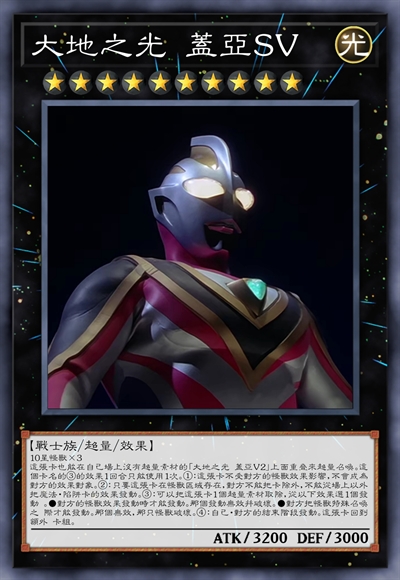 大地之光 蓋亞SV
光
【戰士族/超量/效果】
10星怪獸×3
這張卡也能在自己場上沒有超量素材的「大地之光 蓋亞V2」上面重疊來超量召喚。這
個卡名的③的效果1回合只能使用1次。①：這張卡不受對方的怪獸效果影響，不會成為
對方的效果對象。②：只要這張卡在怪獸區域存在，對方不能把卡除外，不能從場上以外
把魔法・陷阱卡的效果發動。③：可以把這張卡1個超量素材取除，從以下效果選1個發
動 。●對方的怪獸效果發動時才能發動。那個發動無效并破壞。●對方把怪獸特殊召喚
之 際才能發動。那個無效，那只怪獸破壞。④：自己・對方的結束階段發動。這張卡回到
額外 卡組。
ATK / 3200 DEF / 3000